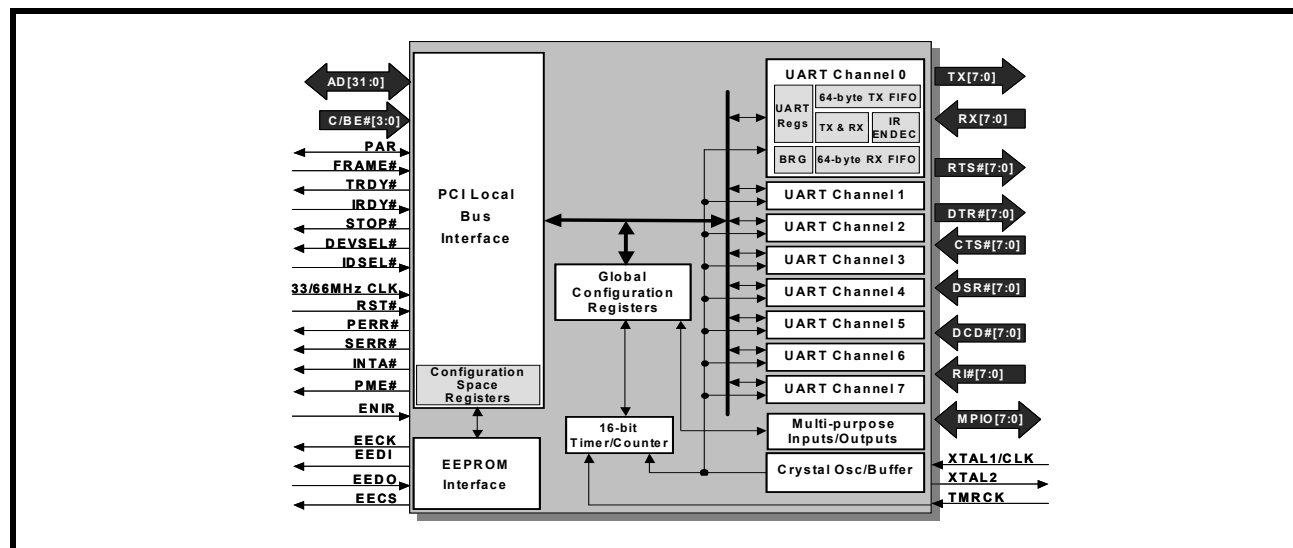 AD[31:0]
C/BE#[3:0]
PAR
FRAME#
TRDY#
IRDY#
STOP#
DEVSEL#
IDSEL#
33/66MHz CLK
RST#
PERR#
SERR#
INTA#
PME#
ENIR
EECK
EEDI
EEDO
EECS
PCI Local
Bus
Interface
Configuration
Space
Registers
EEPROM
Interface
Global
Configuration
Registers
16-bit
Timer/Counter
UART Channel 0
UART
Regs
64-byte TX FIFO
TX & RX
IR
ENDEC
BRG
64-byte RX FIFO
UART Channel 1
UART Channel 2
UART Channel 3
UART Channel 4
UART Channel 5
UART Channel 6
UART Channel 7
Multi-purpose
Inputs/Outputs
Crystal Osc/Buffer
TX[7:0]
RX[7:0]
RTS#[7:0]
DTR#[7:0]
CTS#[7:0]
DSR#[7:0]
DCD#[7:0]
RI#[7:0]
MPIO[7:0]
XTAL1/CLK
XTAL2
TMRCK